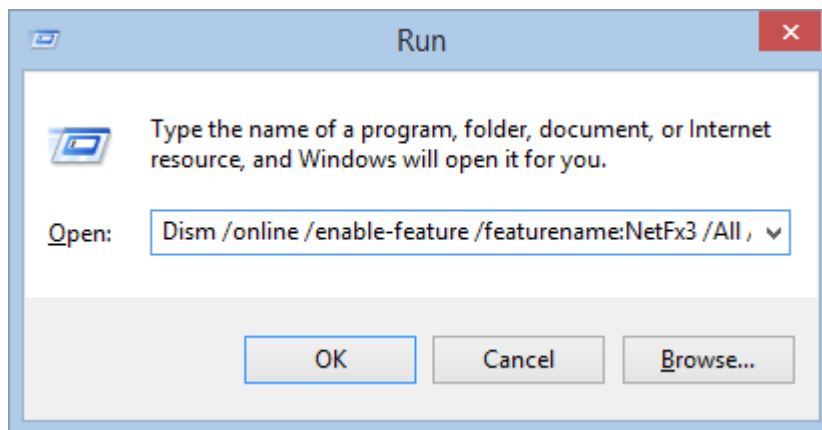 Run
Type the name of a program, folder, document, or Internet
resource, and Windows will open it for you.
Open: Dism /online /enable-feature /featurename:NetFx3 /All /
OK Cancel Browse...